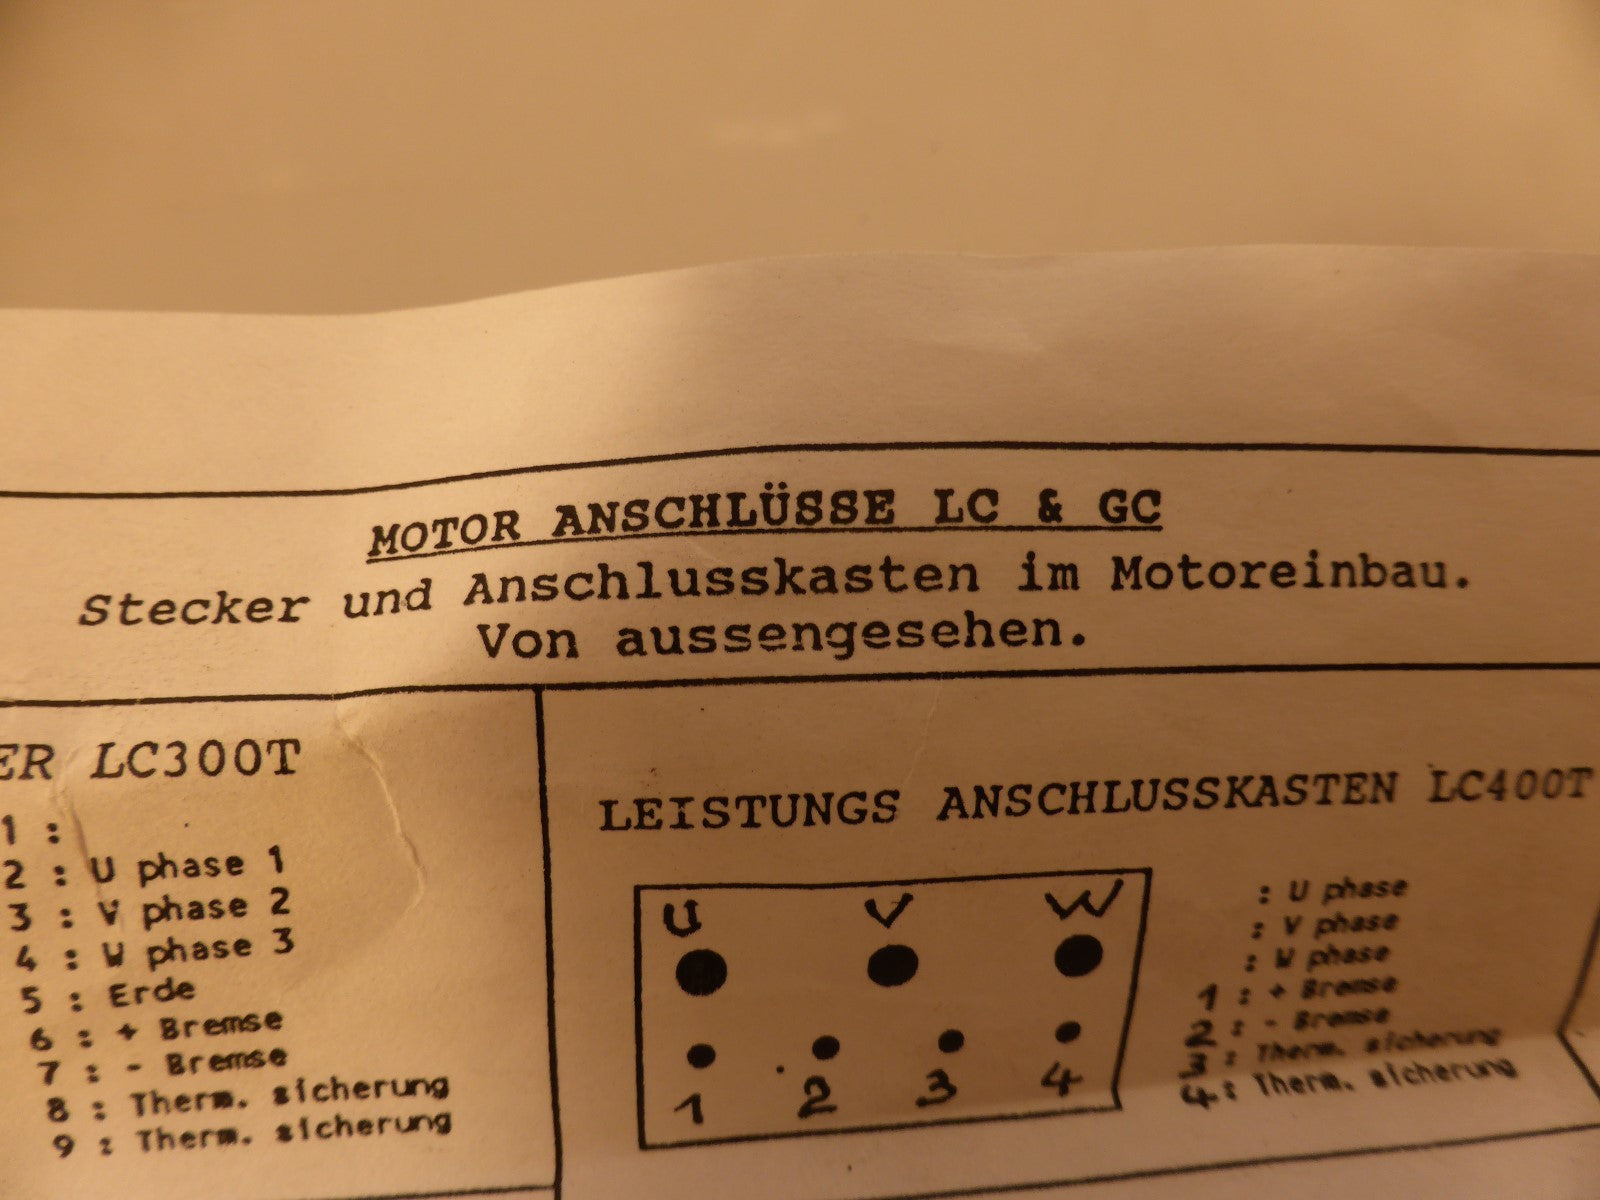 MOTOR ANSCHLÜSSE LC & GC
Stecker und Anschlusskasten im Motoreinbau.
Von aussengesehen.
ER LC300T
1 :
2 : U phase 1
3 : V phase 2
4 : W phase 3
5 : Erde
6 : + Bremse
7 : - Bremse
8 : Therm. sicherung
9 : Therm. sicherung
LEISTUNGS ANSCHLUSSKASTEN LC400T
U V W
1 2 3 4
: U phase
: V phase
: W phase
1 : + Bremse
2 : - Bremse
3 : Therm. sicherung
4 : Therm. sicherung